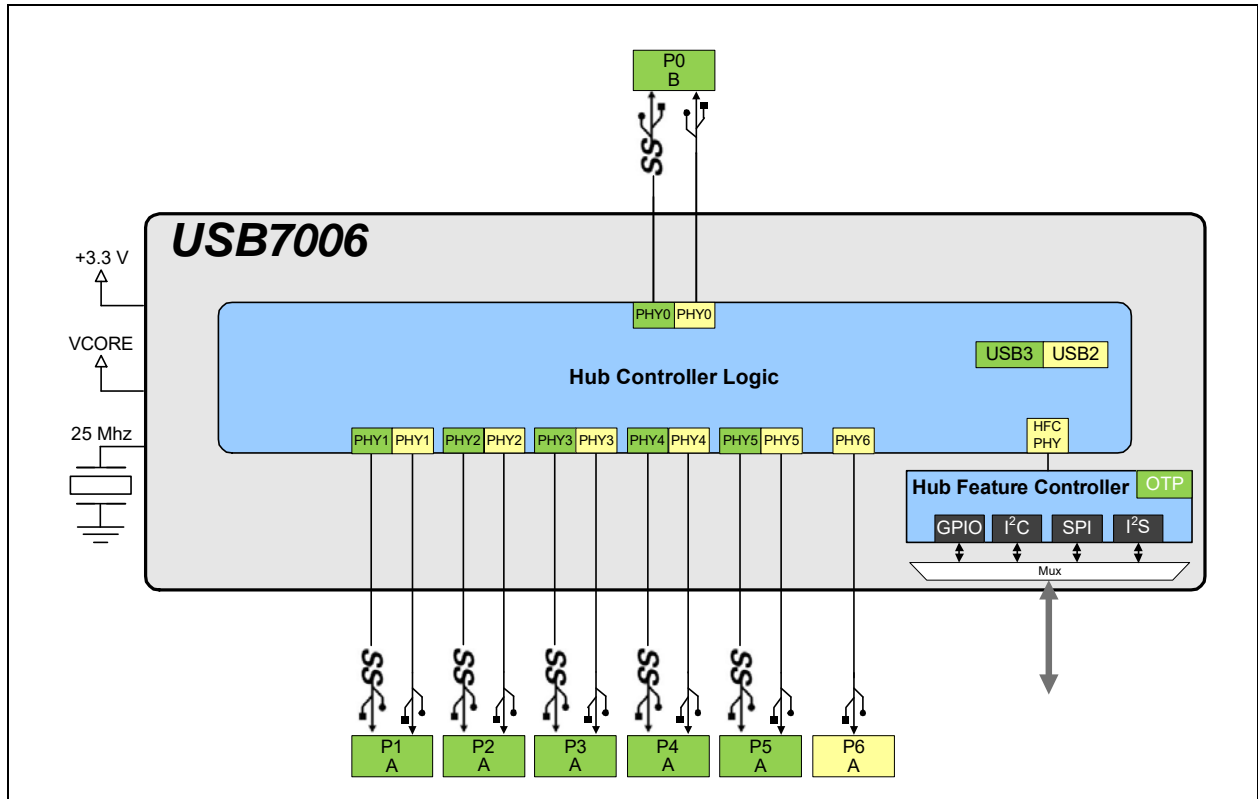 P0
B
SS
USB7006
+3.3 V
VCORE
25 Mhz
PHY0 PHY0
USB3 USB2
Hub Controller Logic
PHY1 PHY1 PHY2 PHY2 PHY3 PHY3 PHY4 PHY4 PHY5 PHY5 PHY6
HFC
PHY
Hub Feature Controller OTP
GPIO I²C SPI I²S
Mux
SS SS SS SS SS
P1
A
P2
A
P3
A
P4
A
P5
A
P6
A